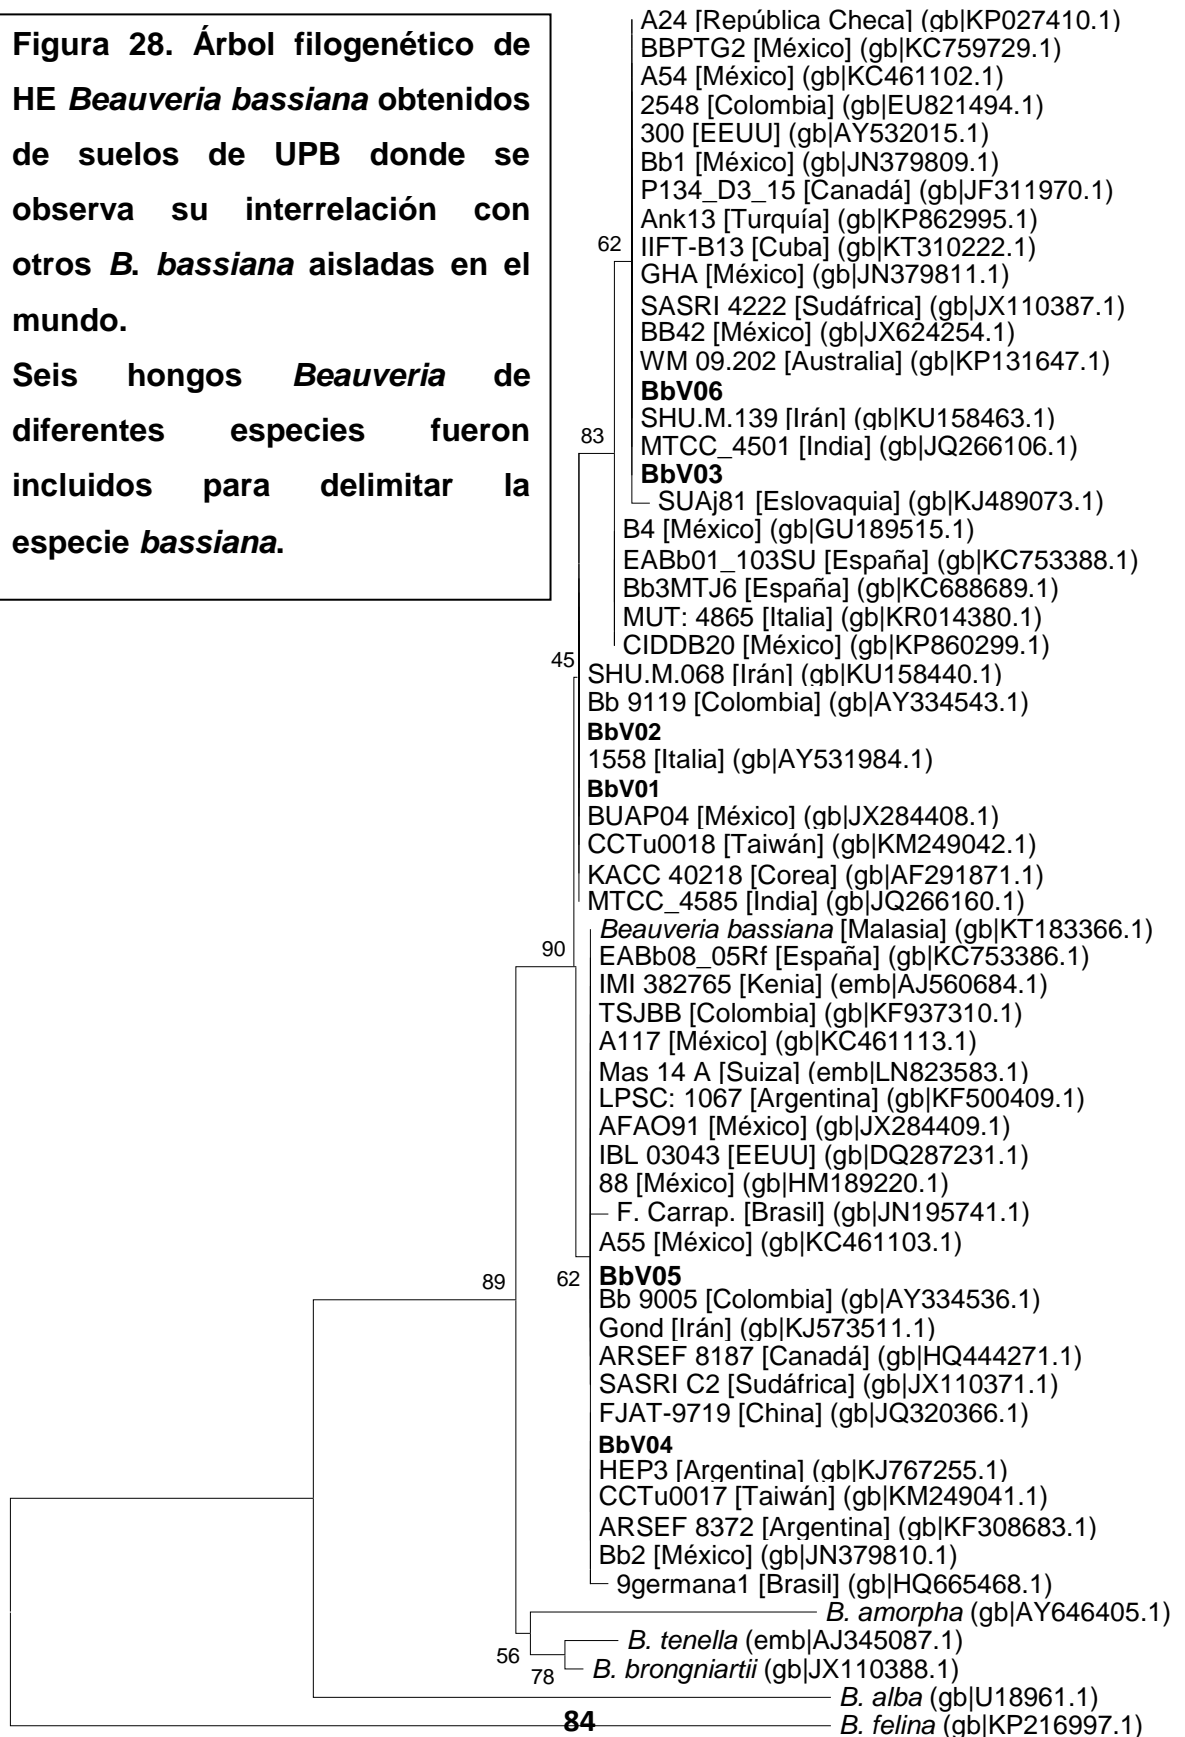 Figura 28. Árbol filogenético de
HE Beauveria bassiana obtenidos
de suelos de UPB donde se
observa su interrelación con
otros B. bassiana aisladas en el
mundo.
Seis hongos Beauveria de
diferentes especies fueron
incluidos para delimitar la
especie bassiana.
A24 [República Checa] (gb|KP027410.1)
BBPTG2 [México] (gb|KC759729.1)
A54 [México] (gb|KC461102.1)
2548 [Colombia] (gb|EU821494.1)
300 [EEUU] (gb|AY532015.1)
Bb1 [México] (gb|JN379809.1)
P134_D3_15 [Canadá] (gb|JF311970.1)
Ank13 [Turquía] (gb|KP862995.1)
62
IIFT-B13 [Cuba] (gb|KT310222.1)
GHA [México] (gb|JN379811.1)
SASRI 4222 [Sudáfrica] (gb|JX110387.1)
BB42 [México] (gb|JX624254.1)
WM 09.202 [Australia] (gb|KP131647.1)
BbV06
SHU.M.139 [Irán] (gb|KU158463.1)
83
MTCC_4501 [India] (gb|JQ266106.1)
BbV03
SUAj81 [Eslovaquia] (gb|KJ489073.1)
B4 [México] (gb|GU189515.1)
EABb01_103SU [España] (gb|KC753388.1)
Bb3MTJ6 [España] (gb|KC688689.1)
MUT: 4865 [Italia] (gb|KR014380.1)
CIDDB20 [México] (gb|KP860299.1)
45
SHU.M.068 [Irán] (gb|KU158440.1)
Bb 9119 [Colombia] (gb|AY334543.1)
BbV02
1558 [Italia] (gb|AY531984.1)
BbV01
BUAP04 [México] (gb|JX284408.1)
CCTu0018 [Taiwán] (gb|KM249042.1)
KACC 40218 [Corea] (gb|AF291871.1)
MTCC_4585 [India] (gb|JQ266160.1)
Beauveria bassiana [Malasia] (gb|KT183366.1)
90
EABb08_05Rf [España] (gb|KC753386.1)
IMI 382765 [Kenia] (emb|AJ560684.1)
TSJBB [Colombia] (gb|KF937310.1)
A117 [México] (gb|KC461113.1)
Mas 14 A [Suiza] (emb|LN823583.1)
LPSC: 1067 [Argentina] (gb|KF500409.1)
AFAO91 [México] (gb|JX284409.1)
IBL 03043 [EEUU] (gb|DQ287231.1)
88 [México] (gb|HM189220.1)
F. Carrap. [Brasil] (gb|JN195741.1)
A55 [México] (gb|KC461103.1)
89
62
BbV05
Bb 9005 [Colombia] (gb|AY334536.1)
Gond [Irán] (gb|KJ573511.1)
ARSEF 8187 [Canadá] (gb|HQ444271.1)
SASRI C2 [Sudáfrica] (gb|JX110371.1)
FJAT-9719 [China] (gb|JQ320366.1)
BbV04
HEP3 [Argentina] (gb|KJ767255.1)
CCTu0017 [Taiwán] (gb|KM249041.1)
ARSEF 8372 [Argentina] (gb|KF308683.1)
Bb2 [México] (gb|JN379810.1)
9germana1 [Brasil] (gb|HQ665468.1)
B. amorpha (gb|AY646405.1)
B. tenella (emb|AJ345087.1)
56
B. brongniartii (gb|JX110388.1)
78
B. alba (gb|U18961.1)
84
B. felina (gb|KP216997.1)